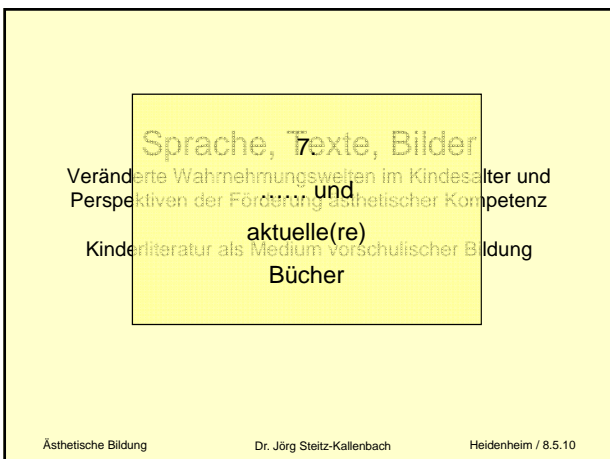 Sprache, Texte, Bilder
7.
Veränderte Wahrnehmungswelten im Kindesalter und
...... und
Perspektiven der Förderung ästhetischer Kompetenz
aktuelle(re)
Kinderliteratur als Medium vorschulischer Bildung
Bücher
Ästhetische Bildung Dr. Jörg Steitz-Kallenbach Heidenheim / 8.5.10